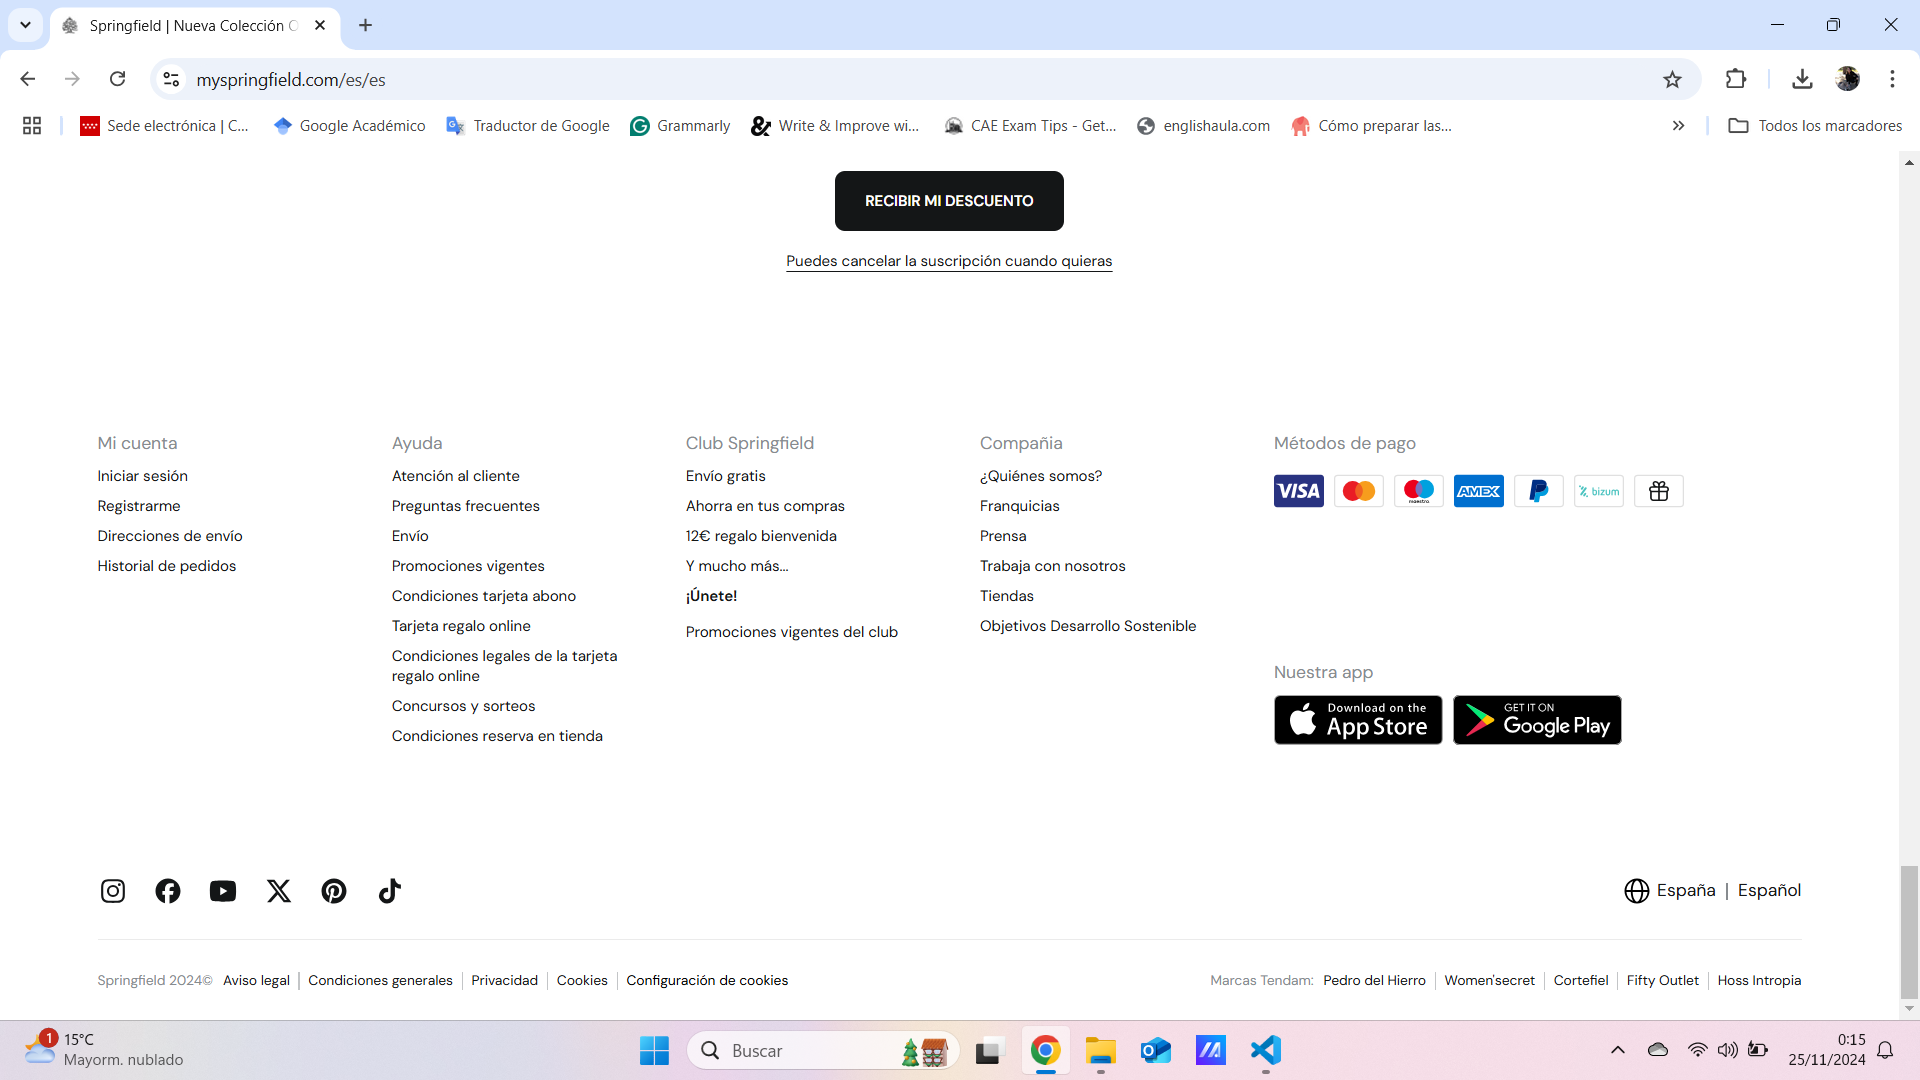 Springfield | Nueva Colección O
myspringfield.com/es/es
Sede electrónica | C...
Google Académico
Traductor de Google
Grammarly
Write & Improve wi...
CAE Exam Tips - Get...
englishaula.com
Cómo preparar las...
Todos los marcadores
RECIBIR MI DESCUENTO
Puedes cancelar la suscripción cuando quieras
Mi cuenta
Iniciar sesión
Registrarme
Direcciones de envío
Historial de pedidos
Ayuda
Atención al cliente
Preguntas frecuentes
Envío
Promociones vigentes
Condiciones tarjeta abono
Tarjeta regalo online
Condiciones legales de la tarjeta
regalo online
Concursos y sorteos
Condiciones reserva en tienda
Club Springfield
Envío gratis
Ahorra en tus compras
12€ regalo bienvenida
Y mucho más...
¡Únete!
Promociones vigentes del club
Compañia
¿Quiénes somos?
Franquicias
Prensa
Trabaja con nosotros
Tiendas
Objetivos Desarrollo Sostenible
Métodos de pago
VISA
maestro
AMEX
bizum
Nuestra app
Download on the
App Store
GET IT ON
Google Play
España | Español
Springfield 2024© Aviso legal | Condiciones generales | Privacidad | Cookies | Configuración de cookies
Marcas Tendam: Pedro del Hierro | Women'secret | Cortefiel | Fifty Outlet | Hoss Intropia
1
15°C
Mayorm. nublado
Buscar
0:15
25/11/2024